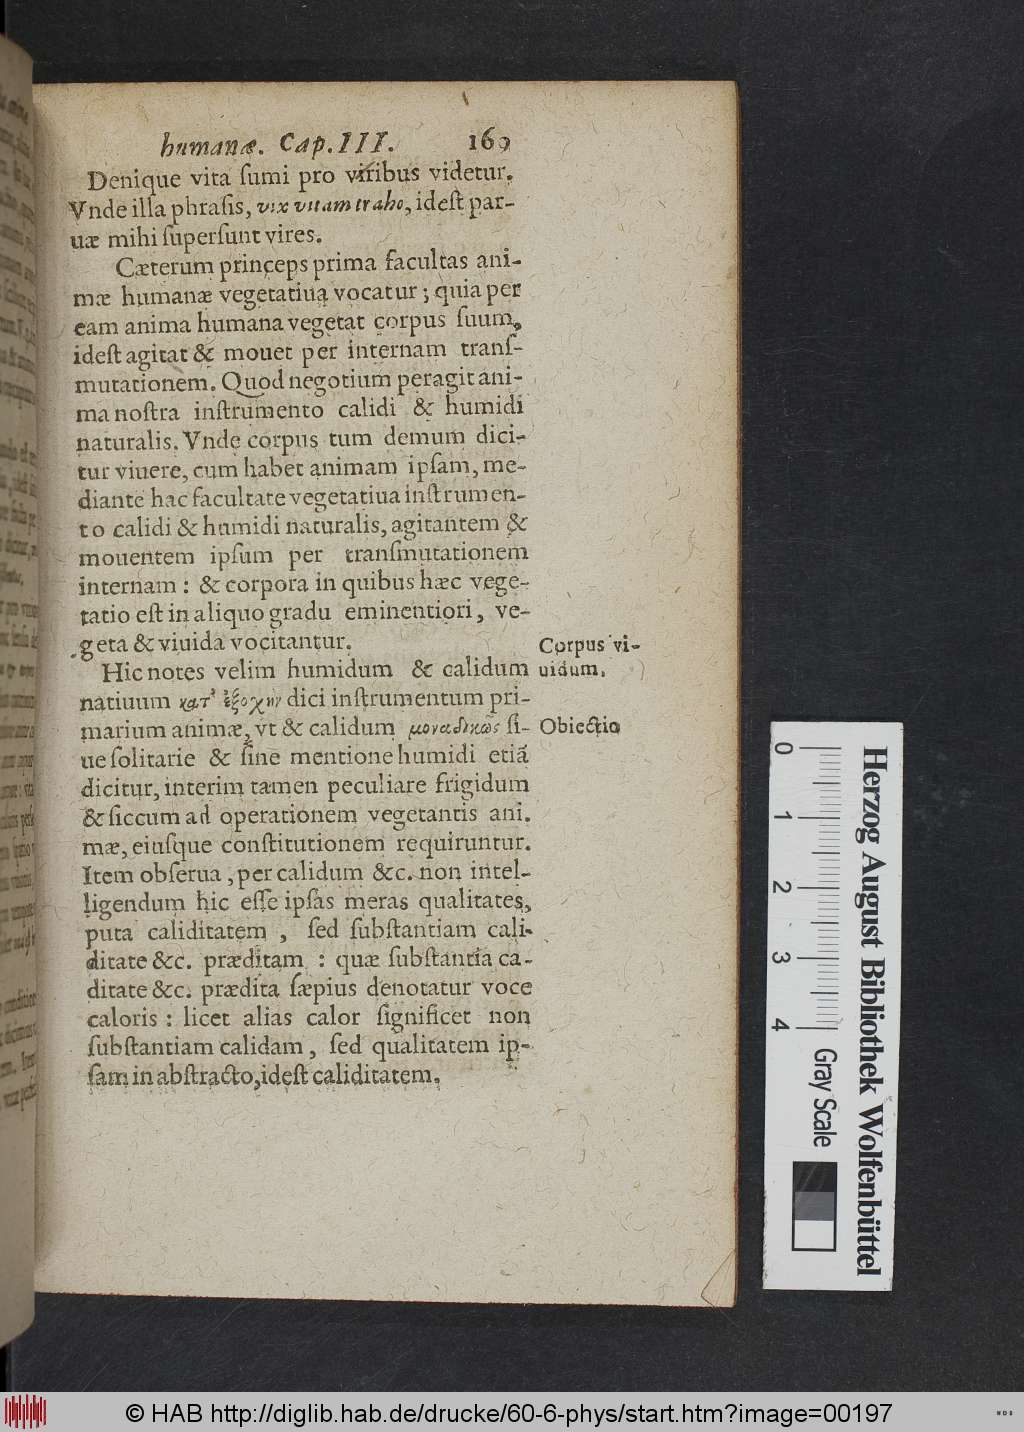 humanæ. Cap. III. 169
Denique vita ſumi pro viribus videtur.
Vnde illa phraſis, vix vitam traho, ideſt par-
uæ mihi ſuperſunt vires.
Cæterum princeps prima facultas ani-
mæ humanæ vegetatiua vocatur; quia per
eam anima humana vegetat corpus ſuum,
ideſt agitat & mouet per internam tranſ-
mutationem. Quod negotium peragit ani-
ma noſtra inſtrumento calidi & humidi
naturalis. Vnde corpus tum demum dici-
tur viuere, cum habet animam ipſam, me-
diante hac facultate vegetatiua inſtrumen-
to calidi & humidi naturalis, agitantem &
mouentem ipſum per tranſmutationem
internam: & corpora in quibus hæc vege-
tatio eſt in aliquo gradu eminentiori, ve-
geta & viuida vocitantur.
Corpus vi-
uidum.
Hic notes velim humidum & calidum
natiuum κατ' ἐξοχὴν dici inſtrumentum pri-
marium animæ, vt & calidum μοναδικῶς ſi-
Obiectio
ue ſolitarie & ſine mentione humidi etiã
dicitur, interim tamen peculiare frigidum
& ſiccum ad operationem vegetantis ani.
mæ, eiuſque conſtitutionem requiruntur.
Item obſerua, per calidum &c. non intel-
ligendum hic eſſe ipſas meras qualitates,
puta caliditatem, ſed ſubſtantiam cali-
ditate &c. præditam: quæ ſubſtantia ca-
ditate &c. prædita ſæpius denotatur voce
caloris: licet alias calor ſignificet non
ſubſtantiam calidam, ſed qualitatem ip-
ſam in abſtracto, ideſt caliditatem.
0 1 2 3 4
Gray Scale
Herzog August Bibliothek Wolfenbüttel
© HAB http://diglib.hab.de/drucke/60-6-phys/start.htm?image=00197